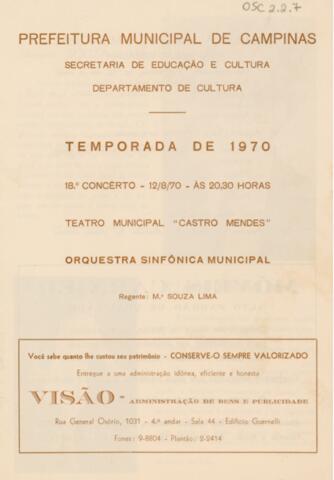 OSC 2.2.7
PREFEITURA MUNICIPAL DE CAMPINAS
SECRETARIA DE EDUCAÇÃO E CULTURA
DEPARTAMENTO DE CULTURA
TEMPORADA DE 1970
18.º CONCÊRTO - 12/8/70 - ÀS 20,30 HORAS
TEATRO MUNICIPAL "CASTRO MENDES"
ORQUESTRA SINFÔNICA MUNICIPAL
Regente: M.º SOUZA LIMA
Você sabe quanto lhe custou seu patrimônio - CONSERVE-O SEMPRE VALORIZADO
Entregue a uma administração idônea, eficiente e honesta
VISÃO - ADMINISTRAÇÃO DE BENS E PUBLICIDADE
Rua General Osório, 1031 - 4.º andar - Sala 44 - Edifício Guernelli
Fones: 9-8804 - Plantão: 2-2414